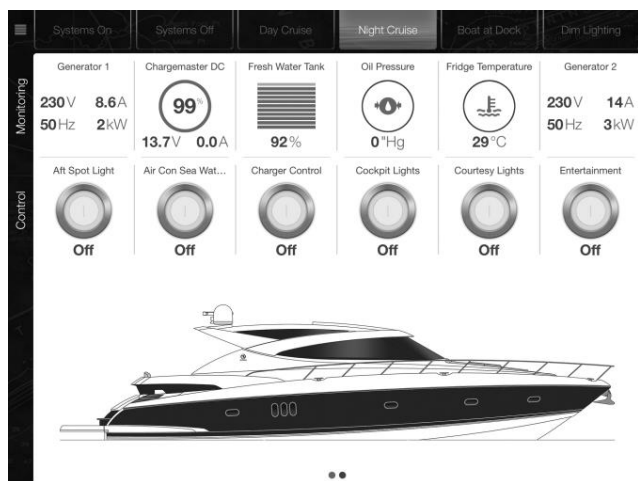 Systems On
Systems Off
Day Cruise
Night Cruise
Boat at Dock
Dim Lighting
Monitoring
Generator 1
230V 8.6A
50Hz 2kW
Chargemaster DC
99%
13.7V 0.0A
Fresh Water Tank
92%
Oil Pressure
0"Hg
Fridge Temperature
29°C
Generator 2
230V 14A
50Hz 3kW
Control
Aft Spot Light
Off
Air Con Sea Wat...
Off
Charger Control
Off
Cockpit Lights
Off
Courtesy Lights
Off
Entertainment
Off